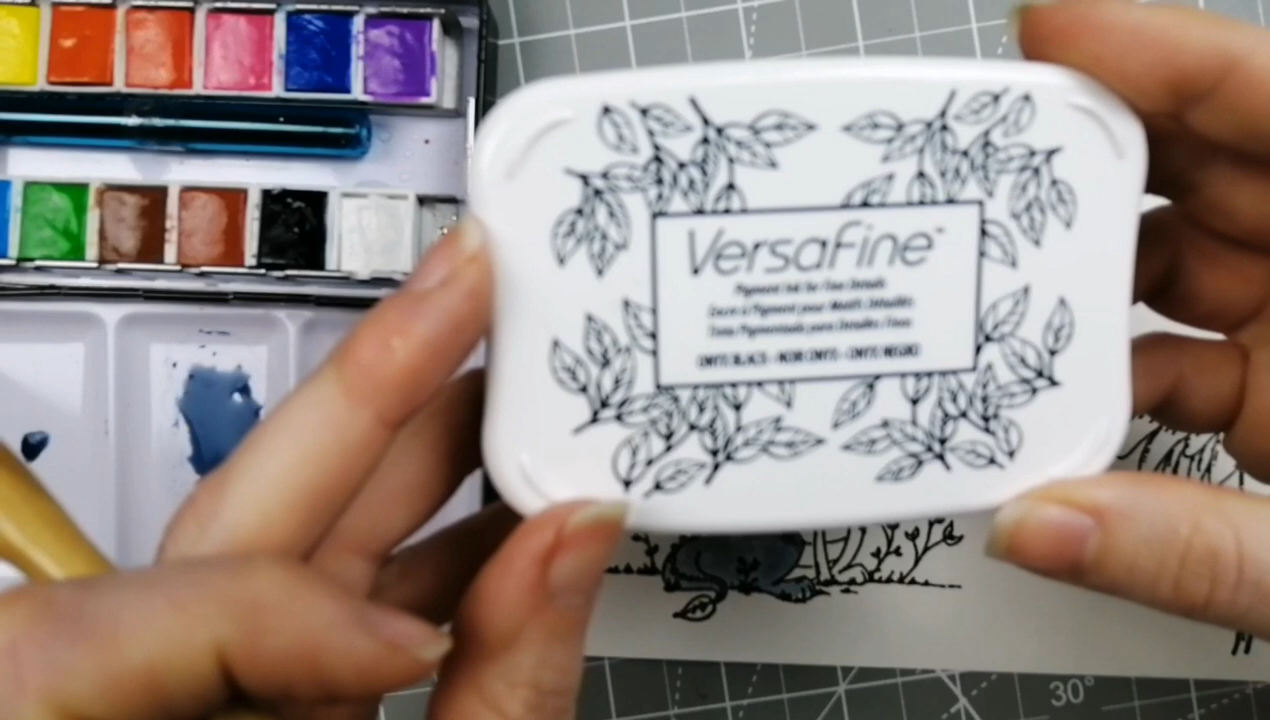 VersaFine™
Pigment Ink for Fine Details
Encre à Pigment pour Motifs Détaillés
Tinta Pigmentada para Detalles Finos
ONYX BLACK - NOIR ONYX - ONYX NEGRO
30°